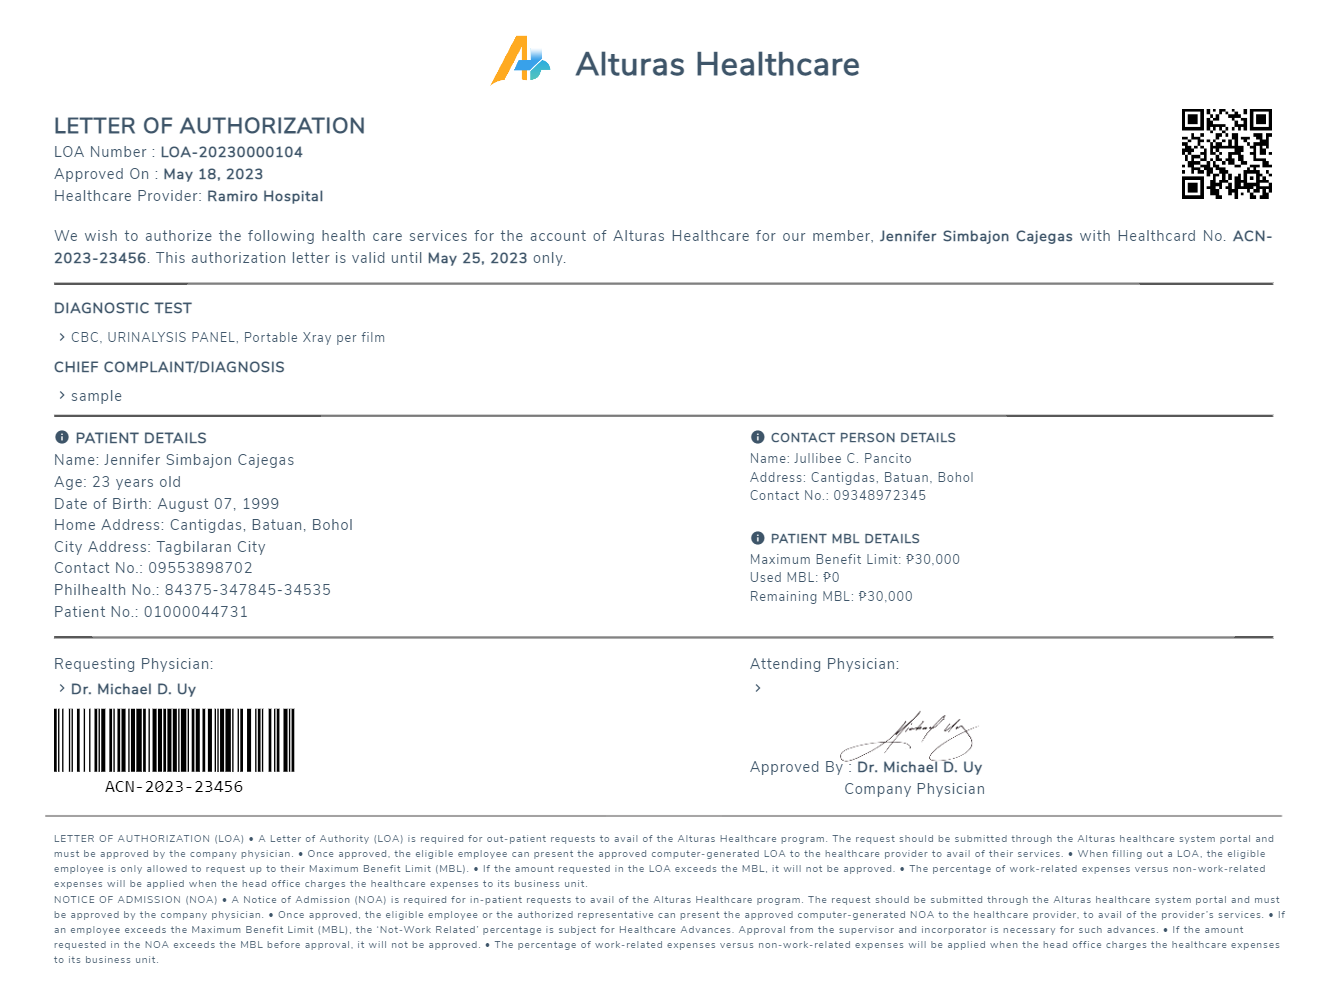 Alturas Healthcare
LETTER OF AUTHORIZATION
LOA Number : LOA-20230000104
Approved On : May 18, 2023
Healthcare Provider: Ramiro Hospital
We wish to authorize the following health care services for the account of Alturas Healthcare for our member, Jennifer Simbajon Cajegas with Healthcard No. ACN-
2023-23456. This authorization letter is valid until May 25, 2023 only.
DIAGNOSTIC TEST
CBC, URINALYSIS PANEL, Portable Xray per film
CHIEF COMPLAINT/DIAGNOSIS
sample
PATIENT DETAILS
Name: Jennifer Simbajon Cajegas
Age: 23 years old
Date of Birth: August 07, 1999
Home Address: Cantigdas, Batuan, Bohol
City Address: Tagbilaran City
Contact No.: 09553898702
Philhealth No.: 84375-347845-34535
Patient No.: 01000044731
CONTACT PERSON DETAILS
Name: Jullibee C. Pancito
Address: Cantigdas, Batuan, Bohol
Contact No.: 09348972345
PATIENT MBL DETAILS
Maximum Benefit Limit: ₱30,000
Used MBL: ₱0
Remaining MBL: ₱30,000
Requesting Physician:
Dr. Michael D. Uy
ACN-2023-23456
Attending Physician:
Michael Uy
Approved By : Dr. Michael D. Uy
Company Physician
LETTER OF AUTHORIZATION (LOA) • A Letter of Authority (LOA) is required for out-patient requests to avail of the Alturas Healthcare program. The request should be submitted through the Alturas healthcare system portal and
must be approved by the company physician. • Once approved, the eligible employee can present the approved computer-generated LOA to the healthcare provider to avail of their services. • When filling out a LOA, the eligible
employee is only allowed to request up to their Maximum Benefit Limit (MBL). • If the amount requested in the LOA exceeds the MBL, it will not be approved. • The percentage of work-related expenses versus non-work-related
expenses will be applied when the head office charges the healthcare expenses to its business unit.
NOTICE OF ADMISSION (NOA) • A Notice of Admission (NOA) is required for in-patient requests to avail of the Alturas Healthcare program. The request should be submitted through the Alturas healthcare system portal and must
be approved by the company physician. • Once approved, the eligible employee or the authorized representative can present the approved computer-generated NOA to the healthcare provider, to avail of the provider's services. • If
an employee exceeds the Maximum Benefit Limit (MBL), the 'Not-Work Related' percentage is subject for Healthcare Advances. Approval from the supervisor and incorporator is necessary for such advances. • If the amount
requested in the NOA exceeds the MBL before approval, it will not be approved. • The percentage of work-related expenses versus non-work-related expenses will be applied when the head office charges the healthcare expenses
to its business unit.